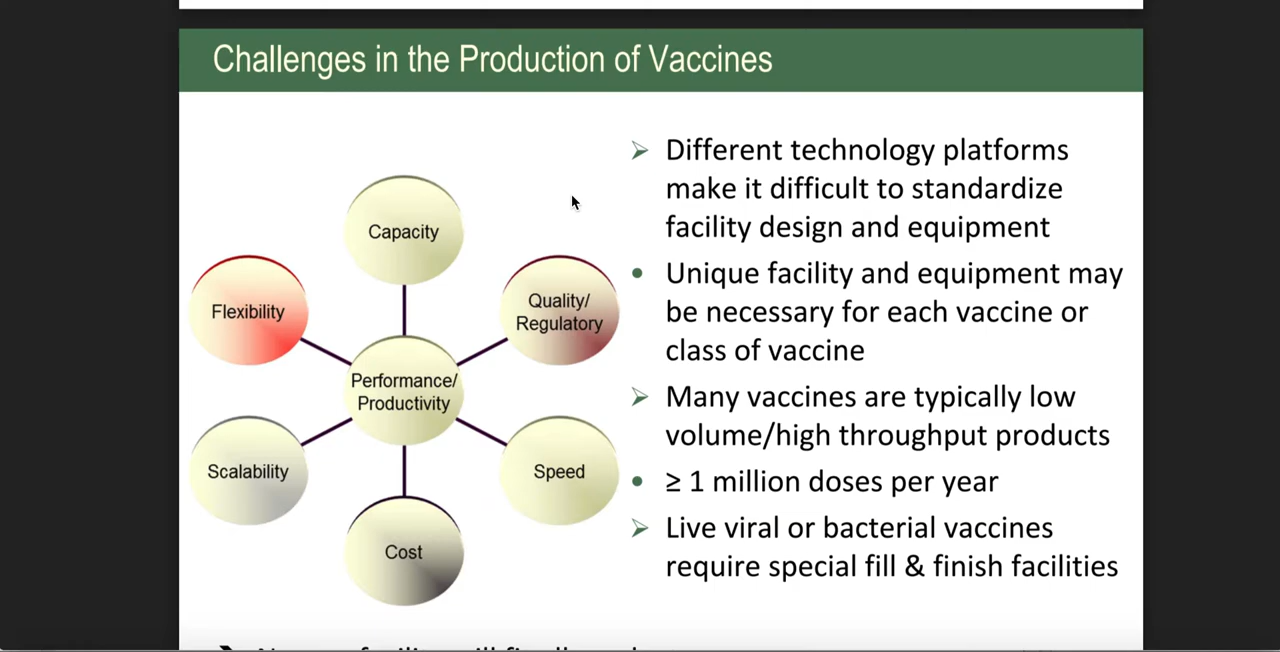 Challenges in the Production of Vaccines
Capacity
Flexibility
Quality/
Regulatory
Performance/
Productivity
Scalability
Speed
Cost
➢ Different technology platforms
make it difficult to standardize
facility design and equipment
• Unique facility and equipment may
be necessary for each vaccine or
class of vaccine
➢ Many vaccines are typically low
volume/high throughput products
• ≥ 1 million doses per year
➢ Live viral or bacterial vaccines
require special fill & finish facilities